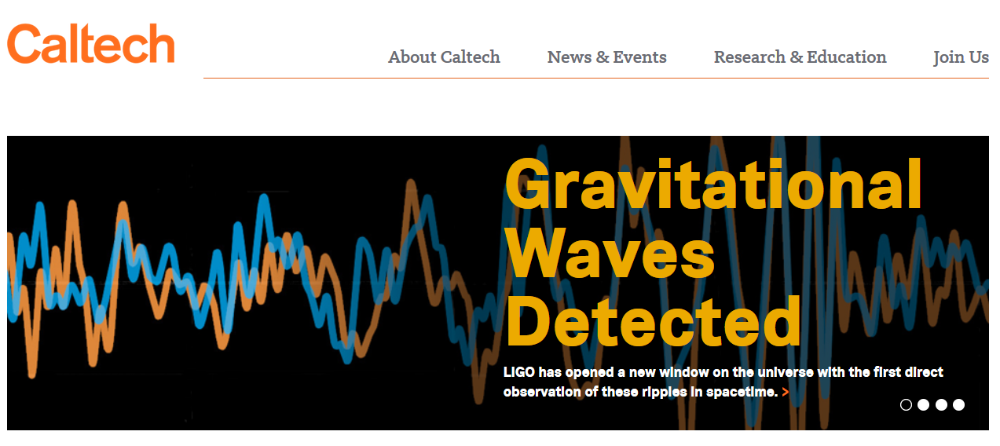 Caltech
About Caltech News & Events Research & Education Join Us
Gravitational
Waves
Detected
LIGO has opened a new window on the universe with the first direct
observation of these ripples in spacetime. >